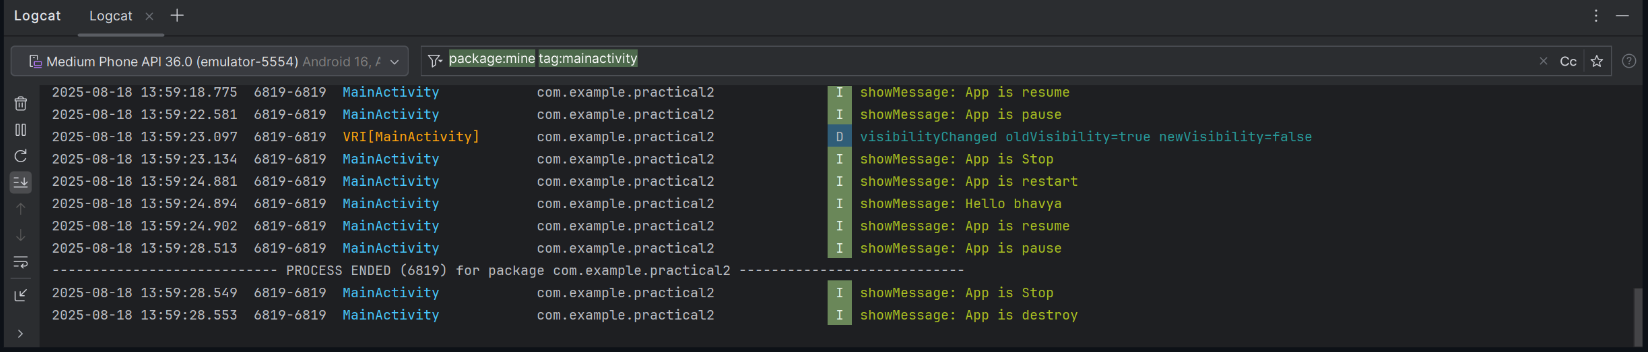 Logcat Logcat
Medium Phone API 36.0 (emulator-5554) Android 16, package:mine tag:mainactivity Cc
2025-08-18 13:59:18.775 6819-6819 MainActivity com.example.practical2 I showMessage: App is resume
2025-08-18 13:59:22.581 6819-6819 MainActivity com.example.practical2 I showMessage: App is pause
2025-08-18 13:59:23.097 6819-6819 VRI[MainActivity] com.example.practical2 D visibilityChanged oldVisibility=true newVisibility=false
2025-08-18 13:59:23.134 6819-6819 MainActivity com.example.practical2 I showMessage: App is Stop
2025-08-18 13:59:24.881 6819-6819 MainActivity com.example.practical2 I showMessage: App is restart
2025-08-18 13:59:24.894 6819-6819 MainActivity com.example.practical2 I showMessage: Hello bhavya
2025-08-18 13:59:24.902 6819-6819 MainActivity com.example.practical2 I showMessage: App is resume
2025-08-18 13:59:28.513 6819-6819 MainActivity com.example.practical2 I showMessage: App is pause
---------------------------- PROCESS ENDED (6819) for package com.example.practical2 ----------------------------
2025-08-18 13:59:28.549 6819-6819 MainActivity com.example.practical2 I showMessage: App is Stop
2025-08-18 13:59:28.553 6819-6819 MainActivity com.example.practical2 I showMessage: App is destroy